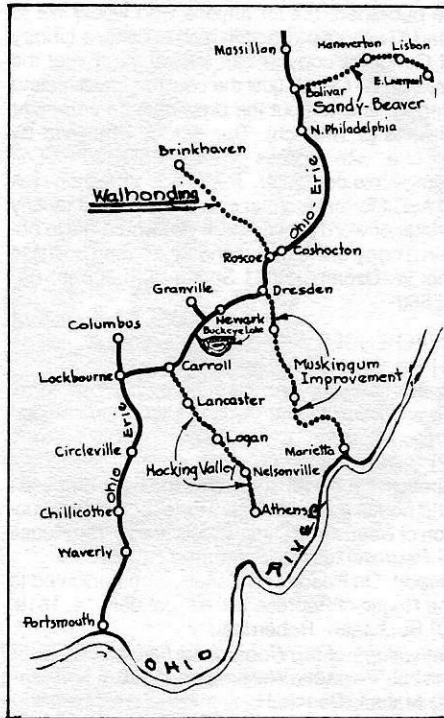 Massillon
Hanoverton
Lisbon
E. Liverpool
Bolivar
Sandy-Beaver
N. Philadelphia
Brinkhaven
Ohio-Erie
Walhonding
Coshocton
Roscoe
Granville
Dresden
Newark
Buckeye Lake
Columbus
Carroll
Lockbourne
Muskingum
Improvement
Lancaster
Ohio Erie
Logan
Marietta
Circleville
Hocking Valley
Nelsonville
Chillicothe
Athens
Waverly
Portsmouth
OHIO RIVER